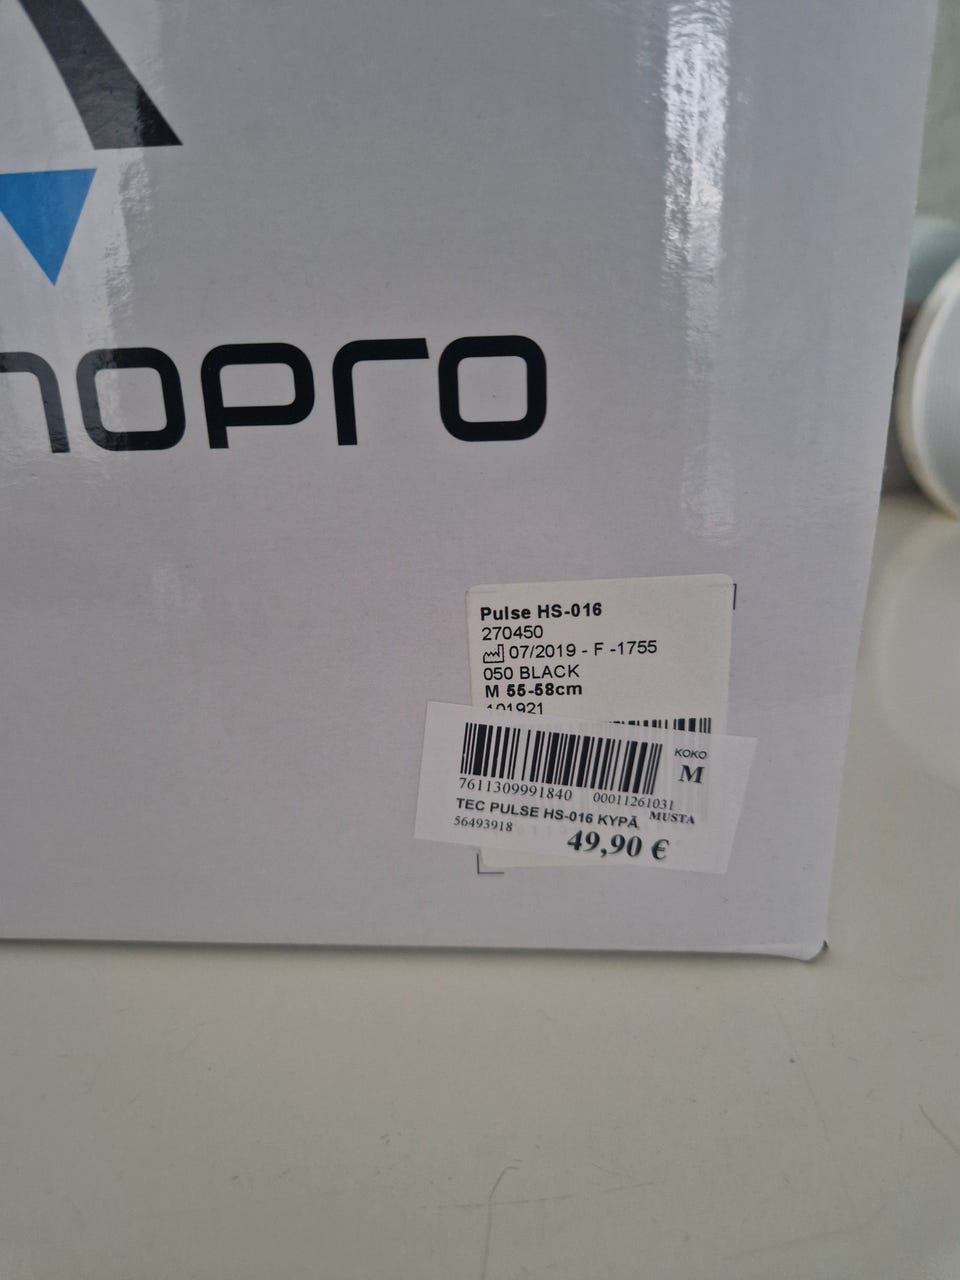 nopro
Pulse HS-016
270450
07/2019 - F -1755
050 BLACK
M 55-58cm
101921
KOKO
M
7611309991840 00011261031
TEC PULSE HS-016 KYPÄ MUSTA
56493918
49,90 €